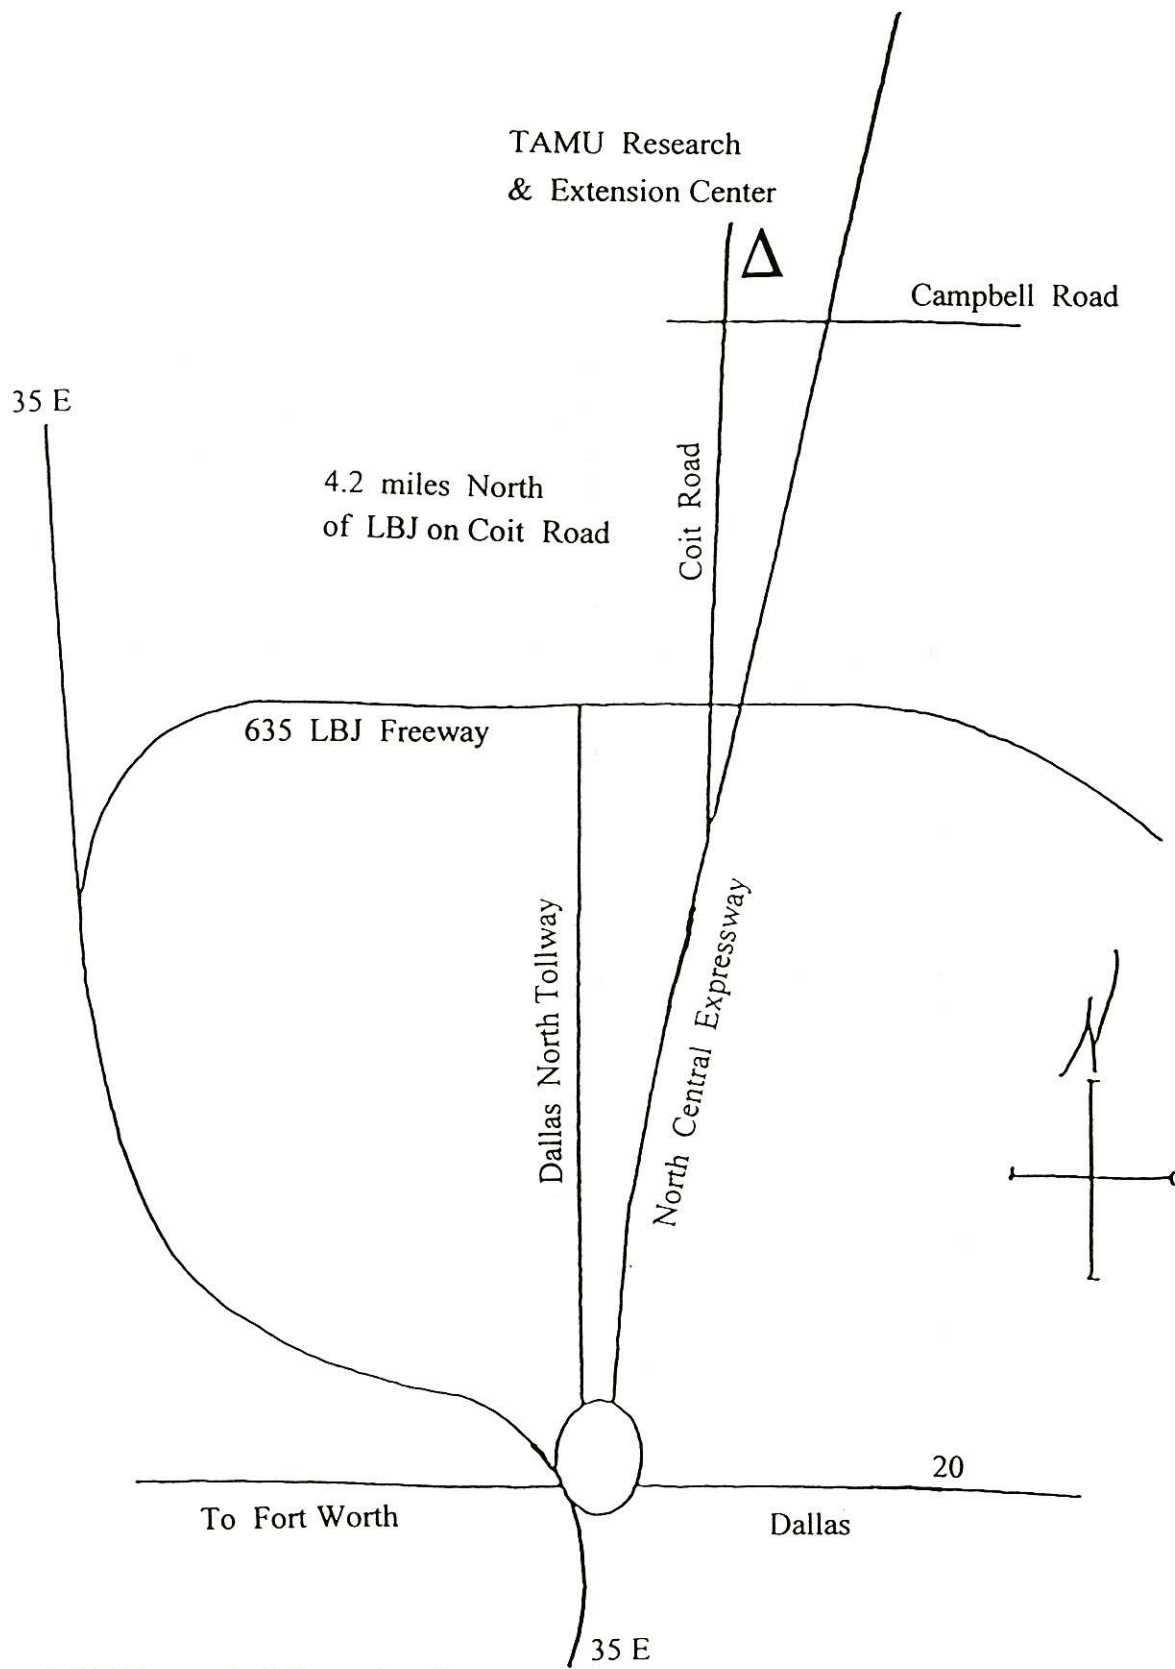 TAMU Research
& Extension Center
Campbell Road
35 E
4.2 miles North
of LBJ on Coit Road
Coit Road
635 LBJ Freeway
Dallas North Tollway
North Central Expressway
N
20
To Fort Worth
Dallas
35 E